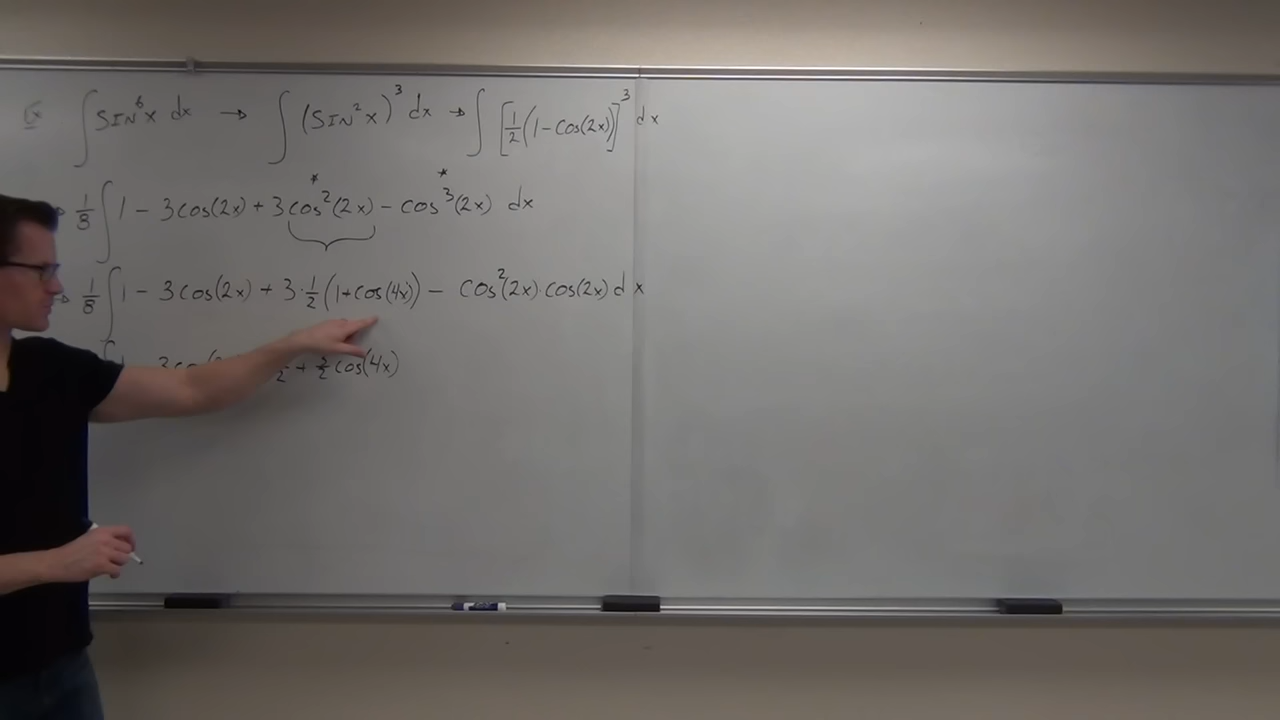 Ex ∫ SIN⁶x dx → ∫ (SIN²x)³ dx → ∫ [1/2 (1 - cos(2x))]³ dx
1/8 ∫ 1 - 3cos(2x) + 3cos²(2x) - cos³(2x) dx
1/8 ∫ 1 - 3cos(2x) + 3·1/2 (1+cos(4x)) - cos²(2x) cos(2x) dx
+ 3/2 cos(4x)